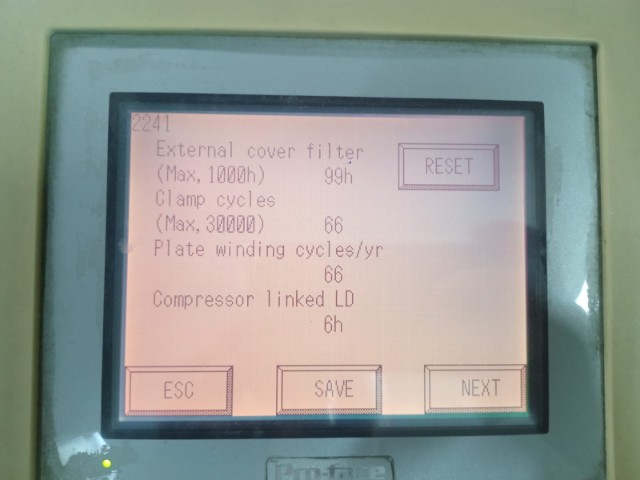 2241
External cover filter
(Max,1000h) 99h
RESET
Clamp cycles
(Max,30000) 66
Plate winding cycles/yr
66
Compressor linked LD
6h
ESC SAVE NEXT
Pro-face